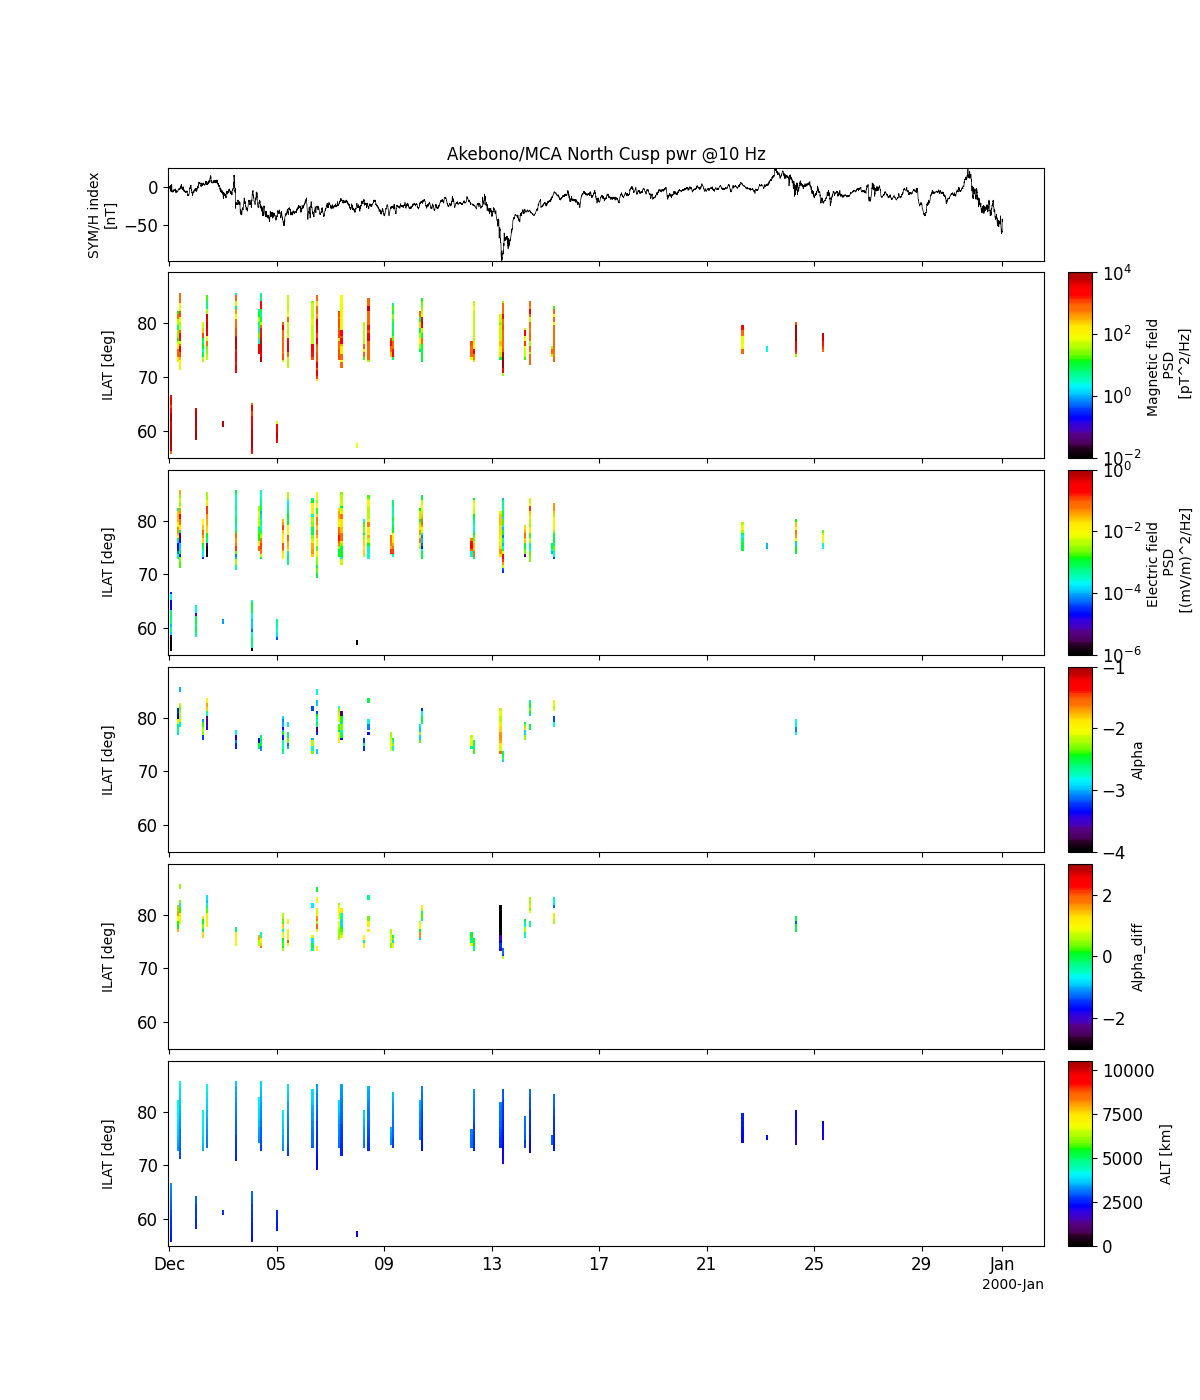 Akebono/MCA North Cusp pwr @10 Hz
SYM/H index
[nT]
0
−50
ILAT [deg]
80
70
60
10^4
10^2
10^0
10^−2
Magnetic field
PSD
[pT^2/Hz]
ILAT [deg]
80
70
60
10^0
10^−2
10^−4
10^−6
Electric field
PSD
[(mV/m)^2/Hz]
ILAT [deg]
80
70
60
−1
−2
−3
−4
Alpha
ILAT [deg]
80
70
60
2
0
−2
Alpha_diff
ILAT [deg]
80
70
60
10000
7500
5000
2500
0
ALT [km]
Dec 05 09 13 17 21 25 29 Jan
2000-Jan